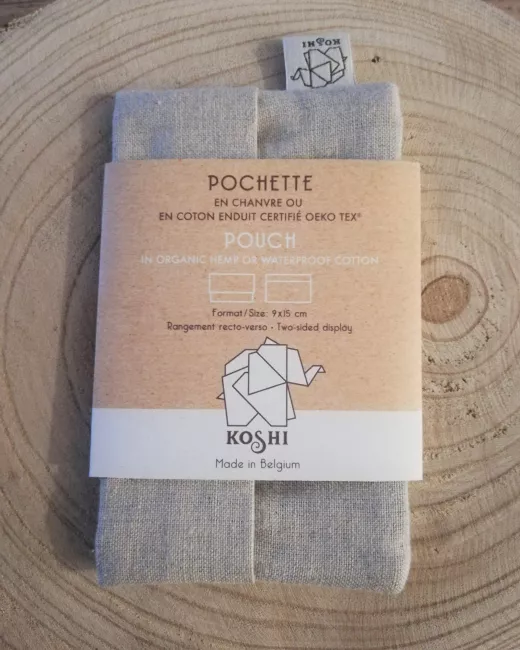 KOSHI
POCHETTE
EN CHANVRE OU
EN COTON ENDUIT CERTIFIÉ OEKO TEX®
POUCH
IN ORGANIC HEMP OR WATERPROOF COTTON
Format/Size: 9x15 cm
Rangement recto-verso - Two-sided display
KOSHI
Made in Belgium